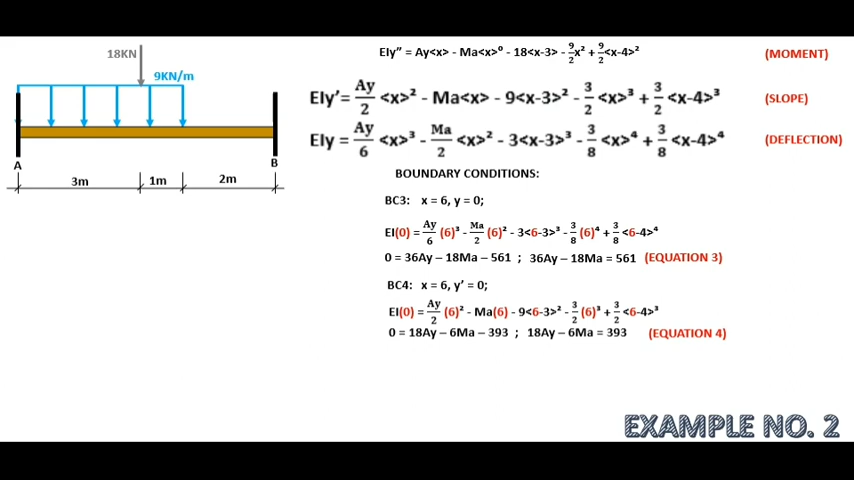 18KN
9KN/m
A
B
3m
1m
2m
EIy” = Ay<x> - Ma<x>⁰ - 18<x-3> - 9/2x² + 9/2<x-4>² (MOMENT)
EIy’= Ay/2 <x>² - Ma<x> - 9<x-3>² - 3/2 <x>³ + 3/2 <x-4>³ (SLOPE)
EIy = Ay/6 <x>³ - Ma/2 <x>² - 3<x-3>³ - 3/8 <x>⁴ + 3/8 <x-4>⁴ (DEFLECTION)
BOUNDARY CONDITIONS:
BC3: x = 6, y = 0;
EI(0) = Ay/6 (6)³ - Ma/2 (6)² - 3<6-3>³ - 3/8 (6)⁴ + 3/8 <6-4>⁴
0 = 36Ay – 18Ma – 561 ; 36Ay – 18Ma = 561 (EQUATION 3)
BC4: x = 6, y’ = 0;
EI(0) = Ay/2 (6)² - Ma(6) - 9<6-3>² - 3/2 (6)³ + 3/2 <6-4>³
0 = 18Ay – 6Ma – 393 ; 18Ay – 6Ma = 393 (EQUATION 4)
EXAMPLE NO. 2